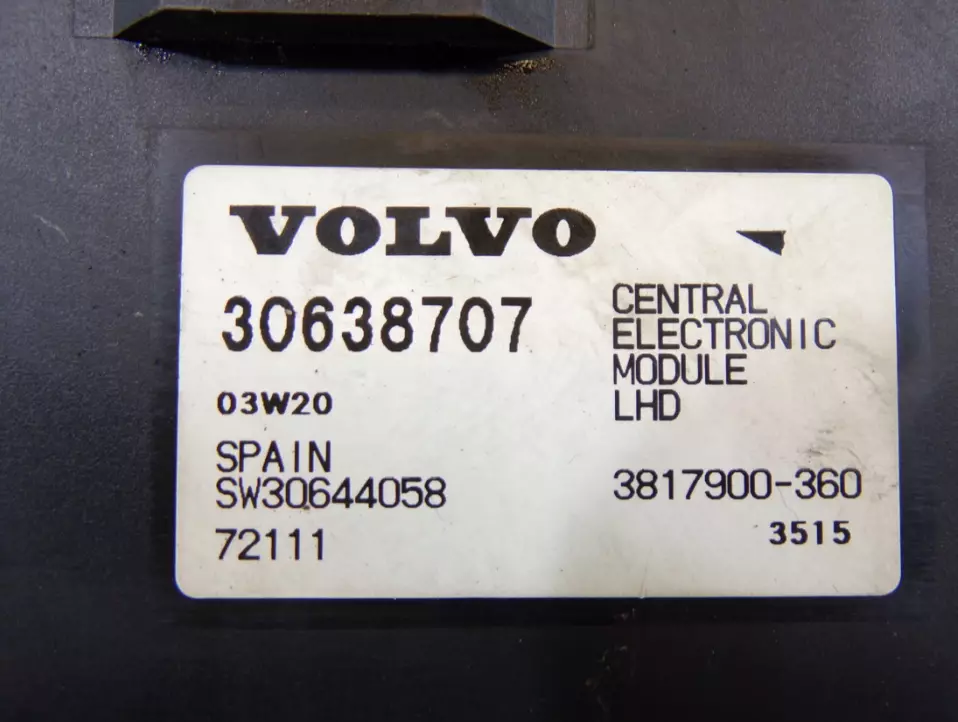 VOLVO
30638707
CENTRAL
ELECTRONIC
MODULE
LHD
03W20
SPAIN
SW30644058
72111
3817900-360
3515